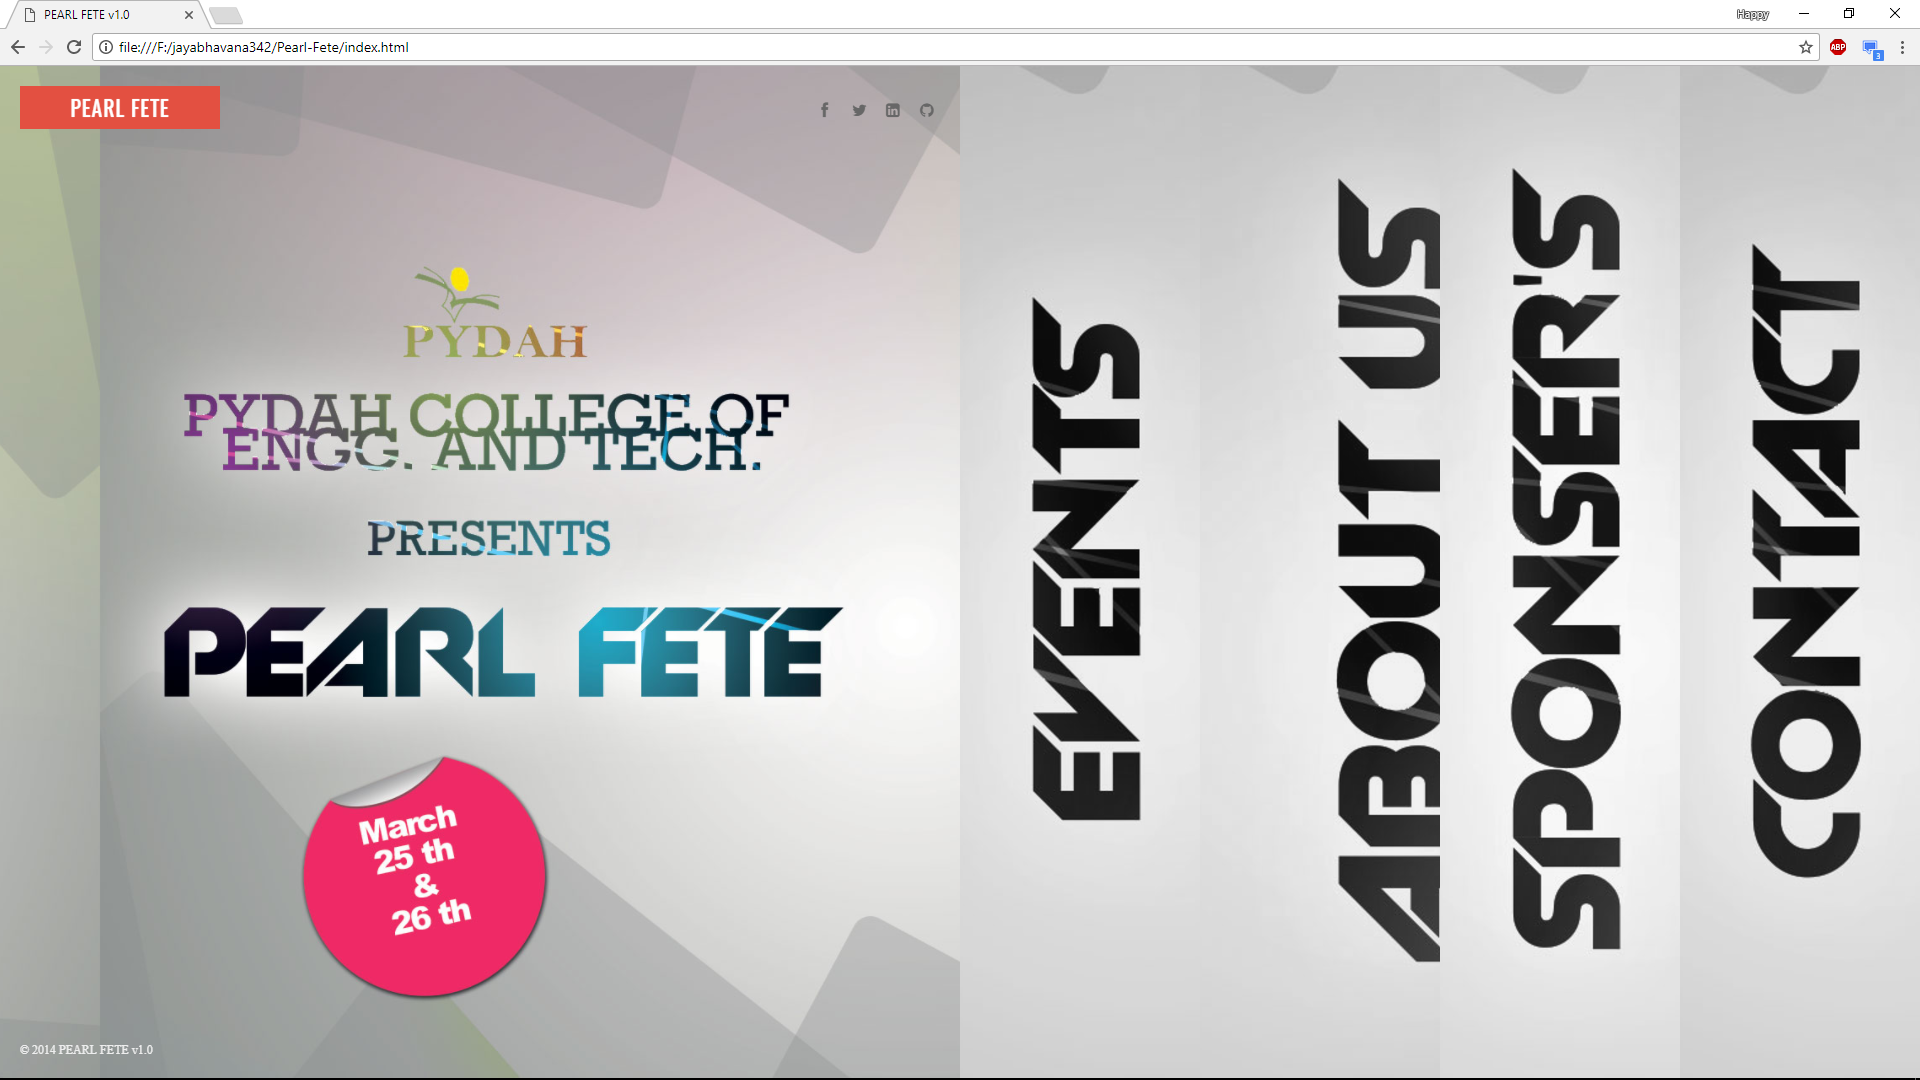 PEARL FETE v1.0
Happy
file:///F:/jayabhavana342/Pearl-Fete/index.html
ABP
3
PEARL FETE
PYDAH
PYDAH COLLEGE OF
ENGG. AND TECH.
PRESENTS
PEARL FETE
March
25 th
&
26 th
© 2014 PEARL FETE v1.0
EVENTS
ABOUT US
SPONSER'S
CONTACT